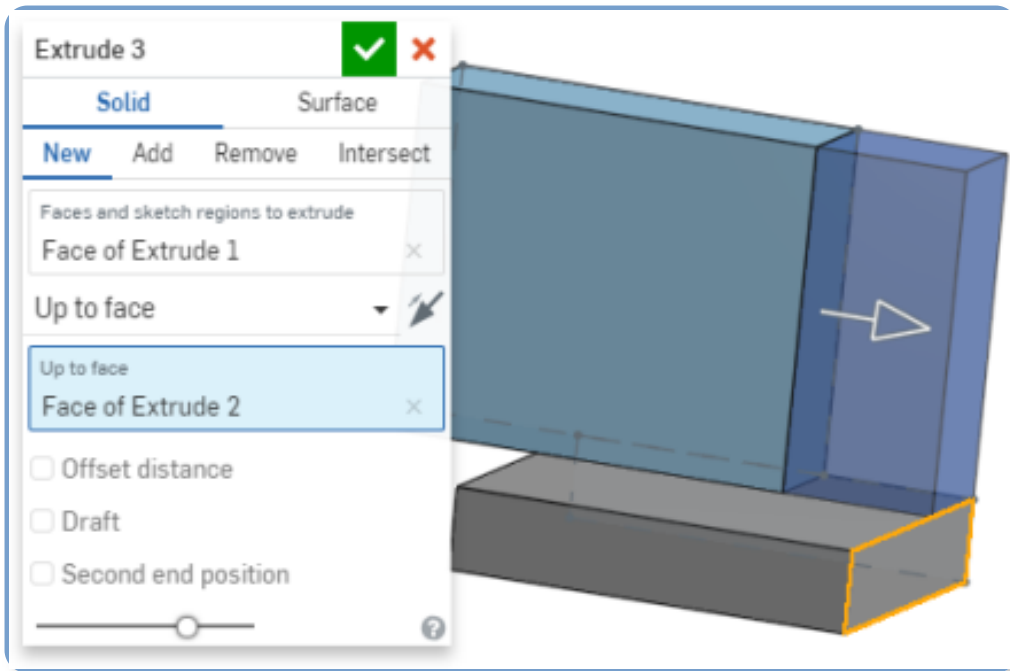 Extrude 3
Solid Surface
New Add Remove Intersect
Faces and sketch regions to extrude
Face of Extrude 1
Up to face
Up to face
Face of Extrude 2
Offset distance
Draft
Second end position
?